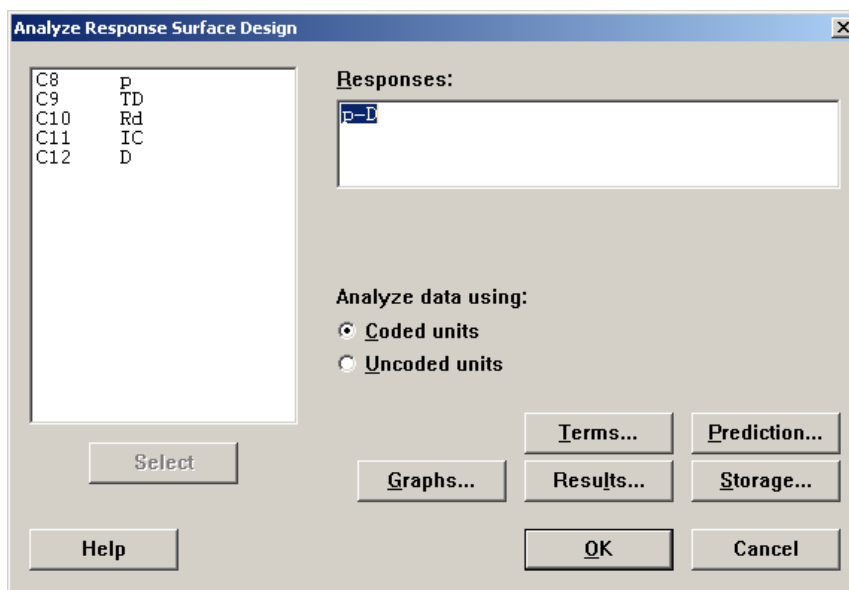 Analyze Response Surface Design
C8 p
C9 TD
C10 Rd
C11 IC
C12 D
Responses:
p-D
Analyze data using:
Coded units
Uncoded units
Select
Terms...
Prediction...
Graphs...
Results...
Storage...
Help
OK
Cancel